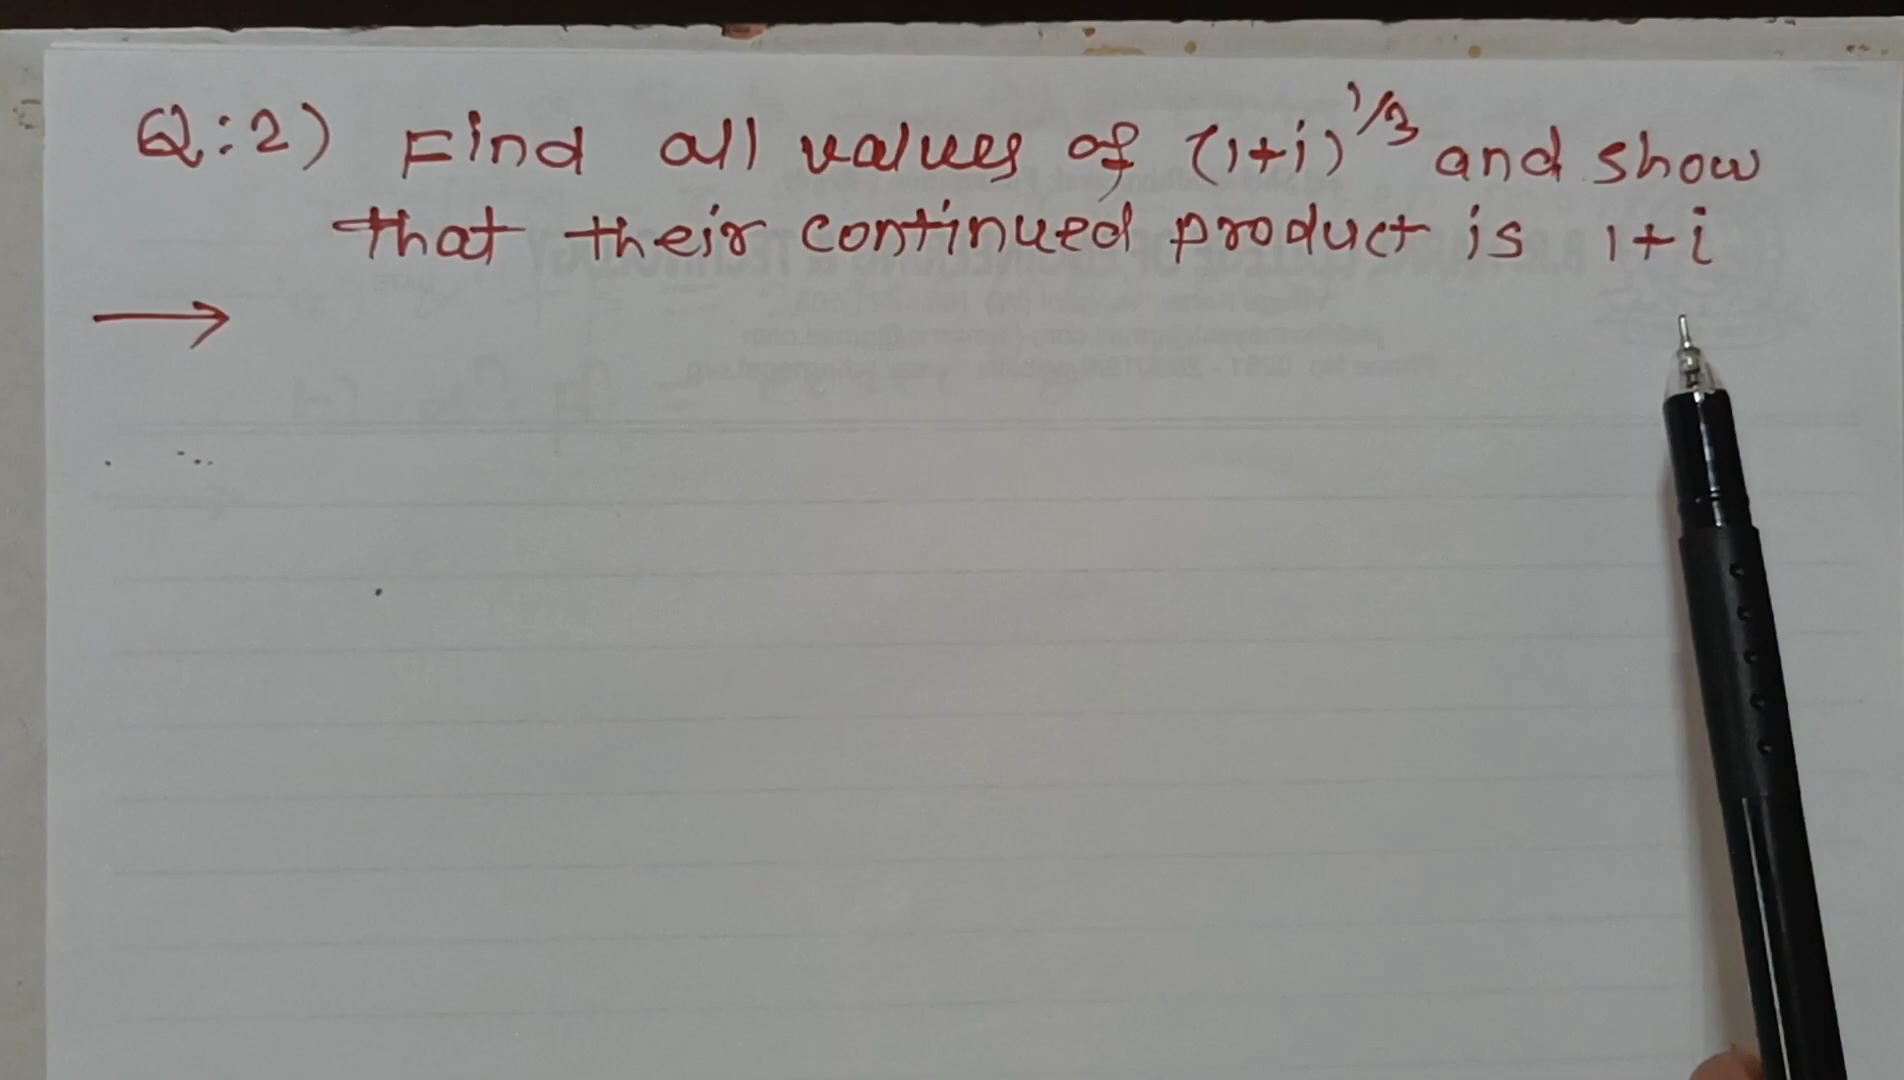 Q:2) Find all values of (1+i)^1/3 and show
that their continued product is 1+i
→